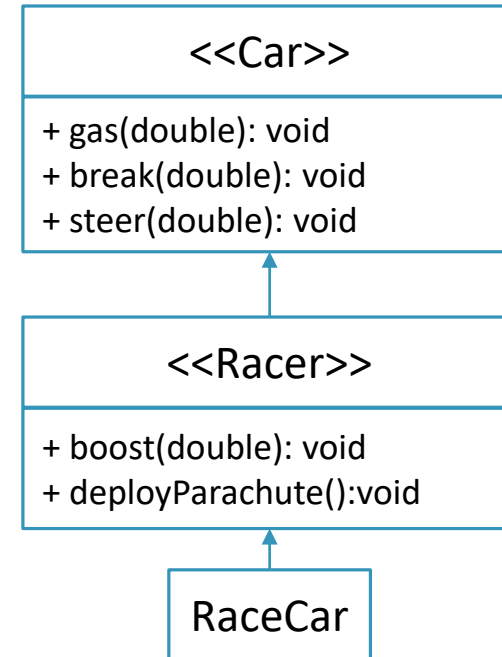 <<Car>>
+ gas(double): void
+ break(double): void
+ steer(double): void
<<Racer>>
+ boost(double): void
+ deployParachute():void
RaceCar